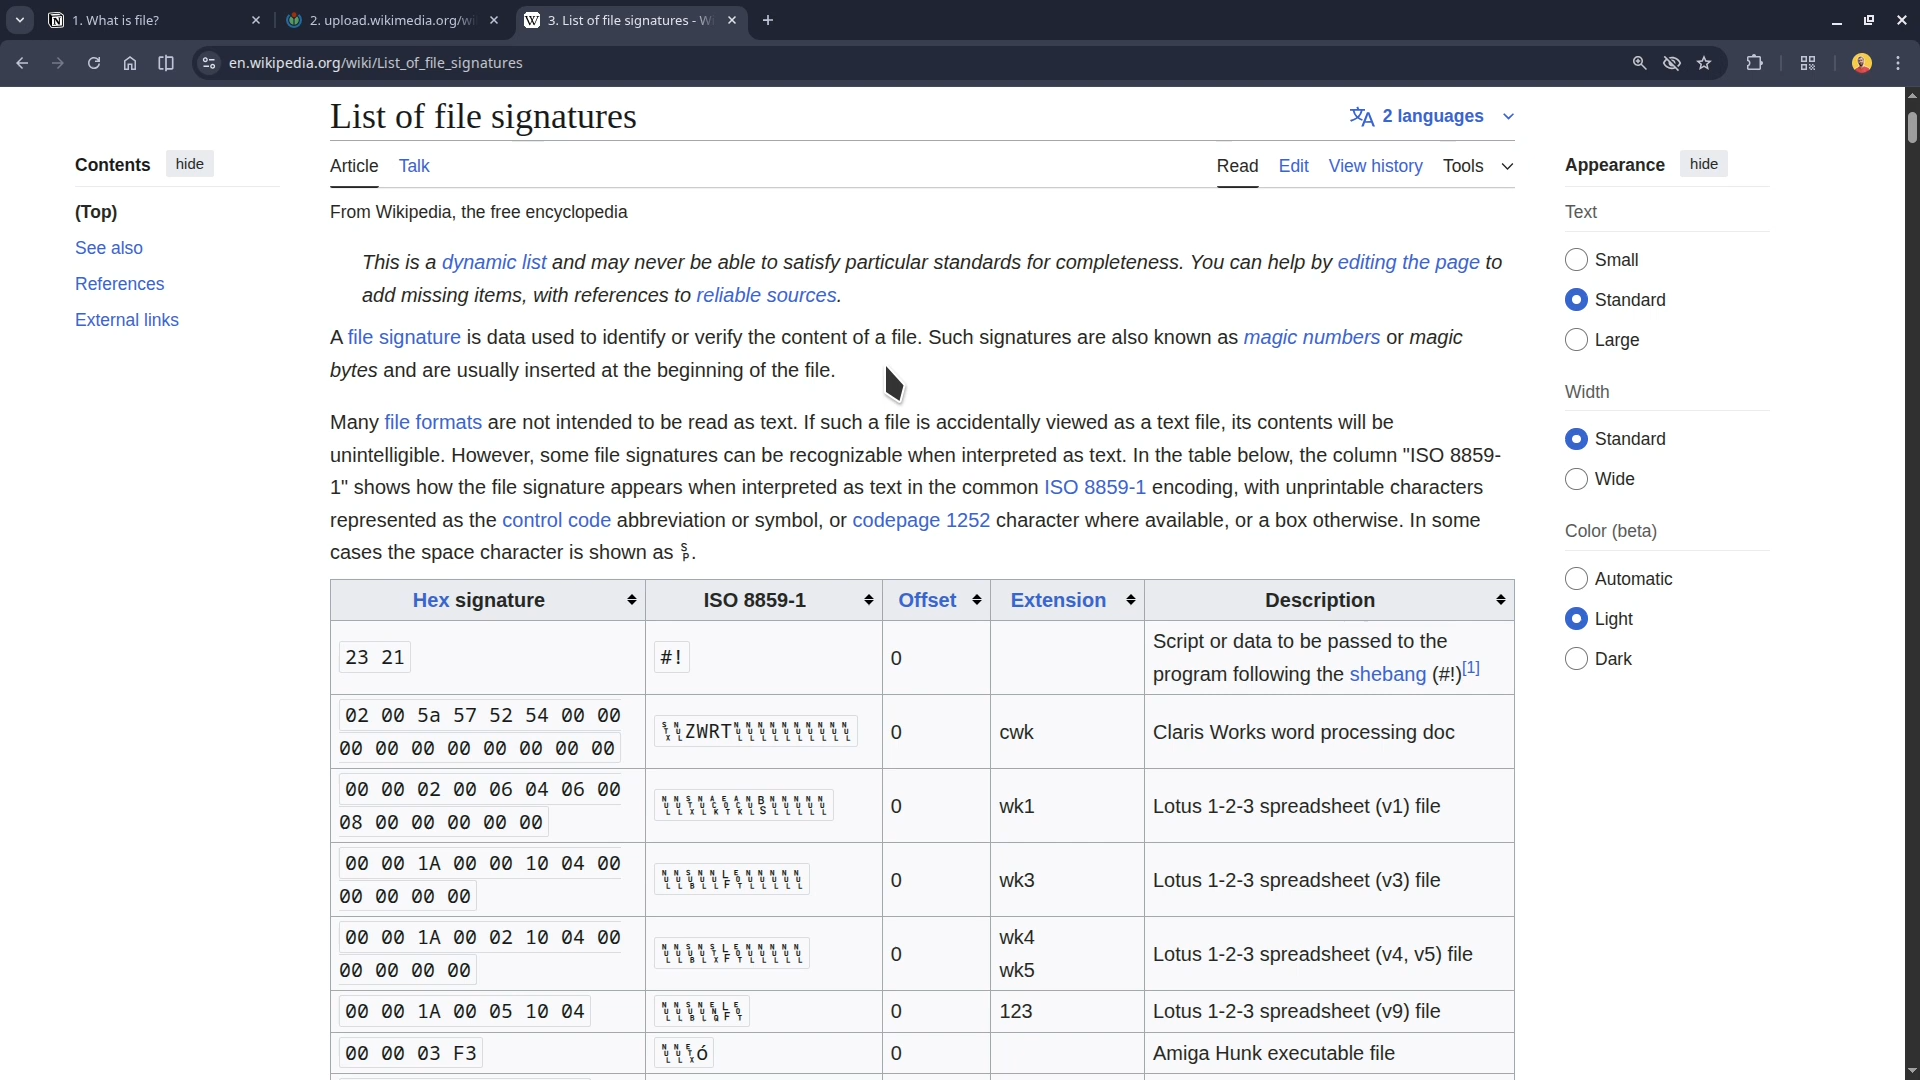 1. What is file?
2. upload.wikimedia.org/wi
3. List of file signatures - W
en.wikipedia.org/wiki/List_of_file_signatures
List of file signatures
2 languages
Contents
hide
Article
Talk
Read
Edit
View history
Tools
Appearance
hide
(Top)
See also
References
External links
From Wikipedia, the free encyclopedia
This is a dynamic list and may never be able to satisfy particular standards for completeness. You can help by editing the page to
add missing items, with references to reliable sources.
A file signature is data used to identify or verify the content of a file. Such signatures are also known as magic numbers or magic
bytes and are usually inserted at the beginning of the file.
Many file formats are not intended to be read as text. If such a file is accidentally viewed as a text file, its contents will be
unintelligible. However, some file signatures can be recognizable when interpreted as text. In the table below, the column "ISO 8859-
1" shows how the file signature appears when interpreted as text in the common ISO 8859-1 encoding, with unprintable characters
represented as the control code abbreviation or symbol, or codepage 1252 character where available, or a box otherwise. In some
cases the space character is shown as ␠.
Text
Small
Standard
Large
Width
Standard
Wide
Color (beta)
Automatic
Light
Dark
Hex signature
ISO 8859-1
Offset
Extension
Description
23 21
#!
0
Script or data to be passed to the
program following the shebang (#!)[1]
02 00 5a 57 52 54 00 00
00 00 00 00 00 00 00 00
␂␀ZWRT␀␀␀␀␀␀␀␀␀␀
0
cwk
Claris Works word processing doc
00 00 02 00 06 04 06 00
08 00 00 00 00 00
␀␀␂␀␆␄␆␀␈␀␀␀␀␀
0
wk1
Lotus 1-2-3 spreadsheet (v1) file
00 00 1A 00 00 10 04 00
00 00 00 00
␀␀␚␀␀␐␄␀␀␀␀␀
0
wk3
Lotus 1-2-3 spreadsheet (v3) file
00 00 1A 00 02 10 04 00
00 00 00 00
␀␀␚␀␂␐␄␀␀␀␀␀
0
wk4
wk5
Lotus 1-2-3 spreadsheet (v4, v5) file
00 00 1A 00 05 10 04
0
123
Lotus 1-2-3 spreadsheet (v9) file
00 00 03 F3
␀␀␃ó
0
Amiga Hunk executable file